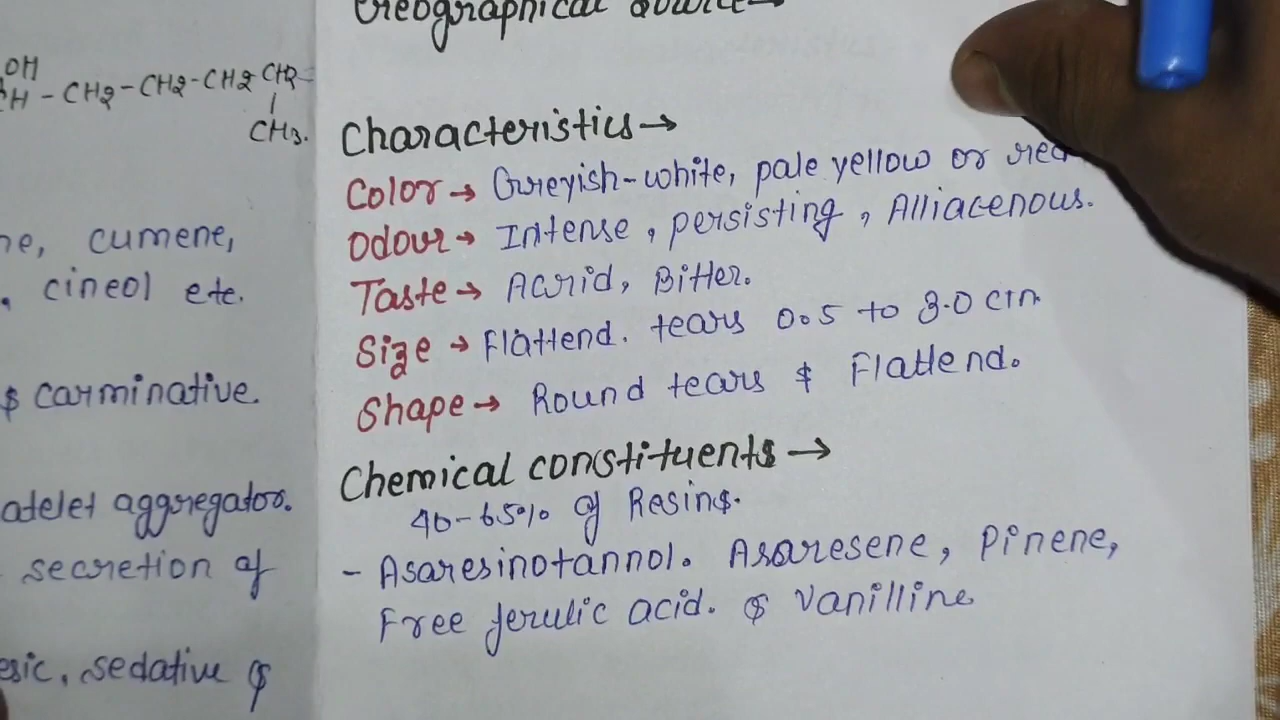 Geographical source→
OH
CH - CH2 - CH2 - CH2 CH2 -
CH3.
Characteristics →
Color → Greyish-white, pale yellow or red
Odour → Intense, persisting, Alliacenous.
Taste → Acrid, Bitter.
Size → Flattend. tears 0.5 to 3.0 cm
Shape → Round tears & Flattend.
Chemical constituents →
40-65% of Resins.
- Asaresinotannol. Asaresene, Pinene,
Free ferulic acid. & Vanilline
ne, cumene,
cineol etc.
& carminative.
atelet aggregator.
secretion of
esic, sedative &